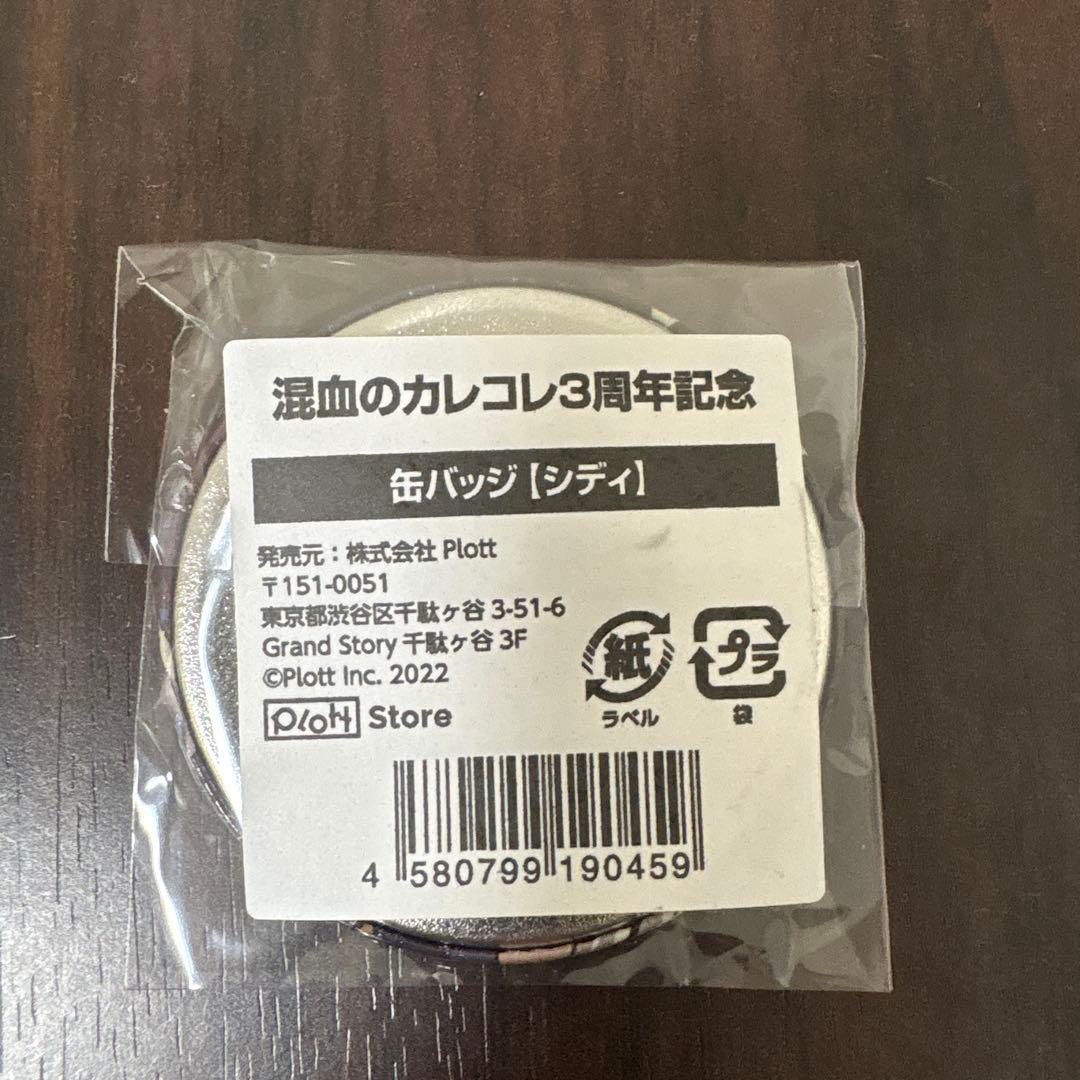 混血のカレコレ3周年記念
缶バッジ【シディ】
発売元：株式会社 Plott
〒151-0051
東京都渋谷区千駄ヶ谷 3-51-6
Grand Story 千駄ヶ谷 3F
©Plott Inc. 2022
Plott Store
紙
ラベル
プラ
袋
4 580799 190459